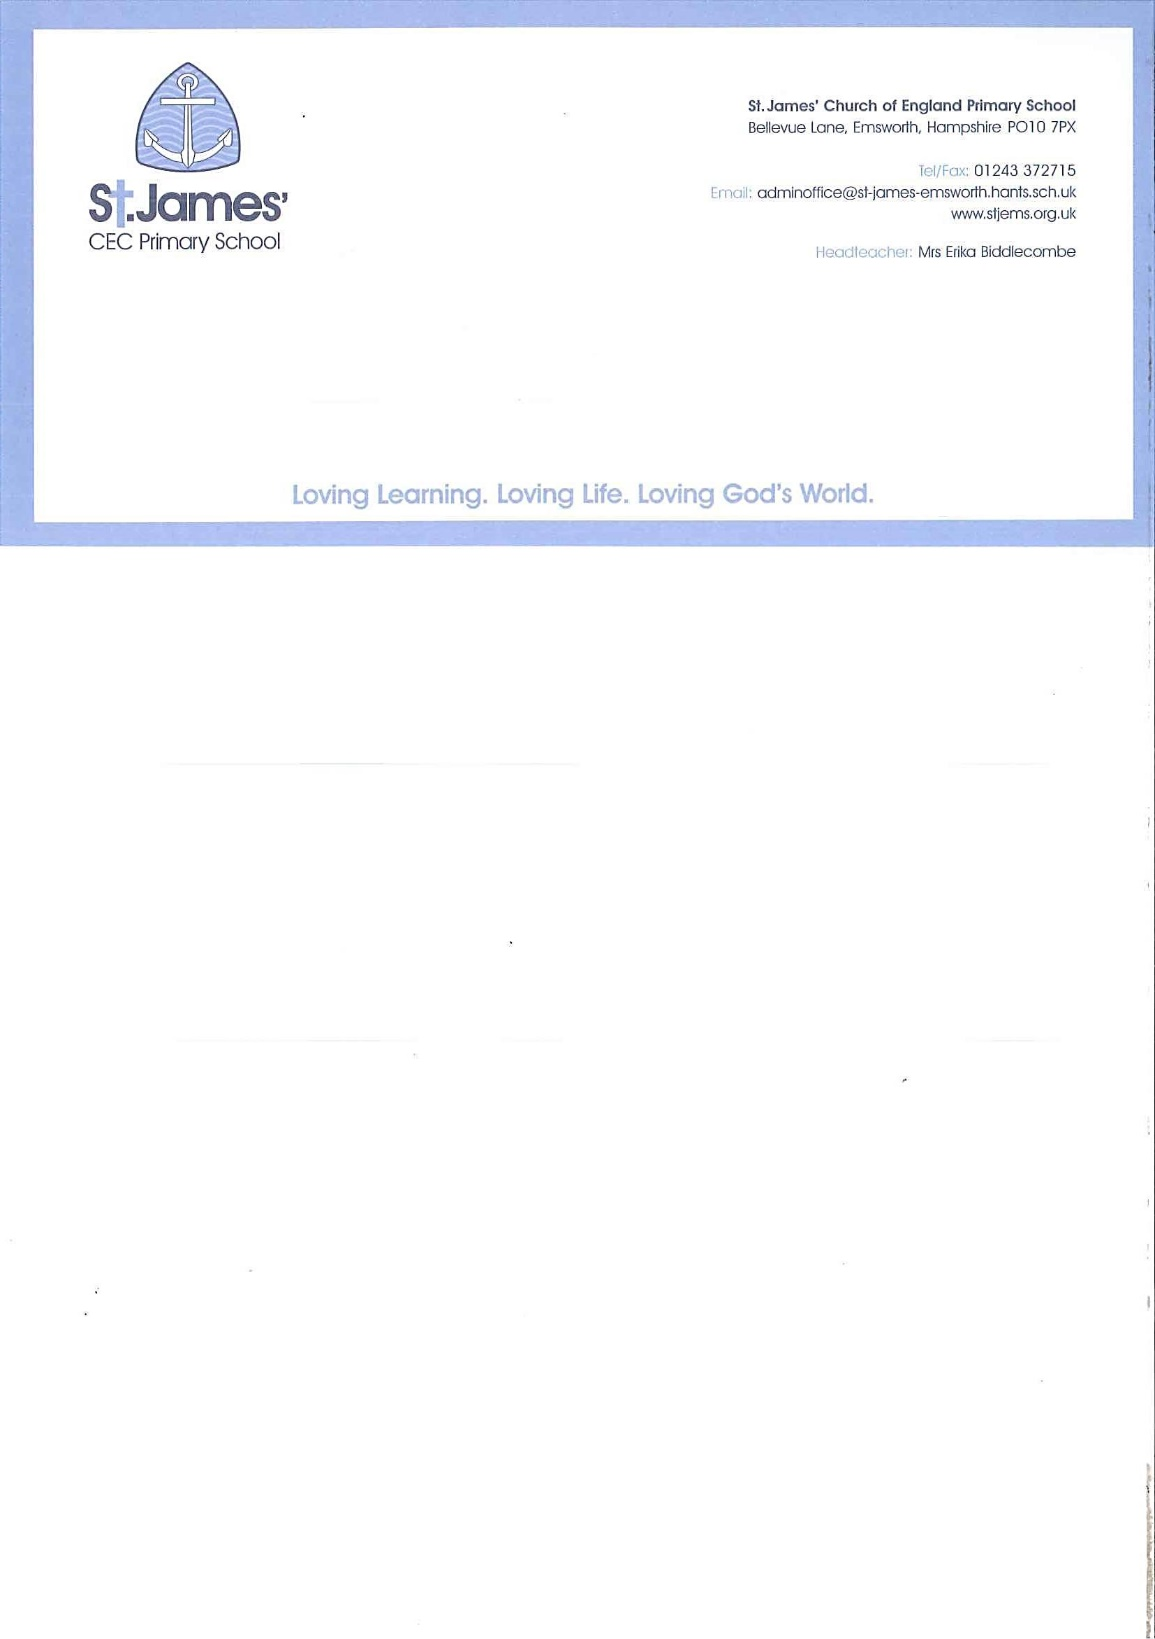 St.James'
CEC Primary School
St.James' Church of England Primary School
Bellevue Lane, Emsworth, Hampshire PO10 7PX
Tel/Fax: 01243 372715
Email: adminoffice@st-james-emsworth.hants.sch.uk
www.stjems.org.uk
Headteacher: Mrs Erika Biddlecombe
Loving Learning. Loving Life. Loving God's World.